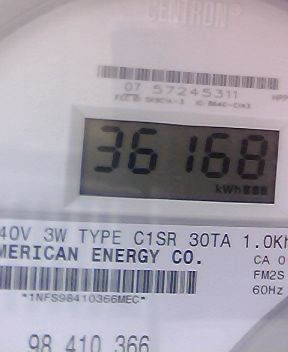 CENTRON®
07 57245311
36168
kWh
40V 3W TYPE C1SR 30TA 1.0Kh
MERICAN ENERGY CO.
CA 0
FM2S
60Hz
*1NFS98410366MEC*
98 410 366